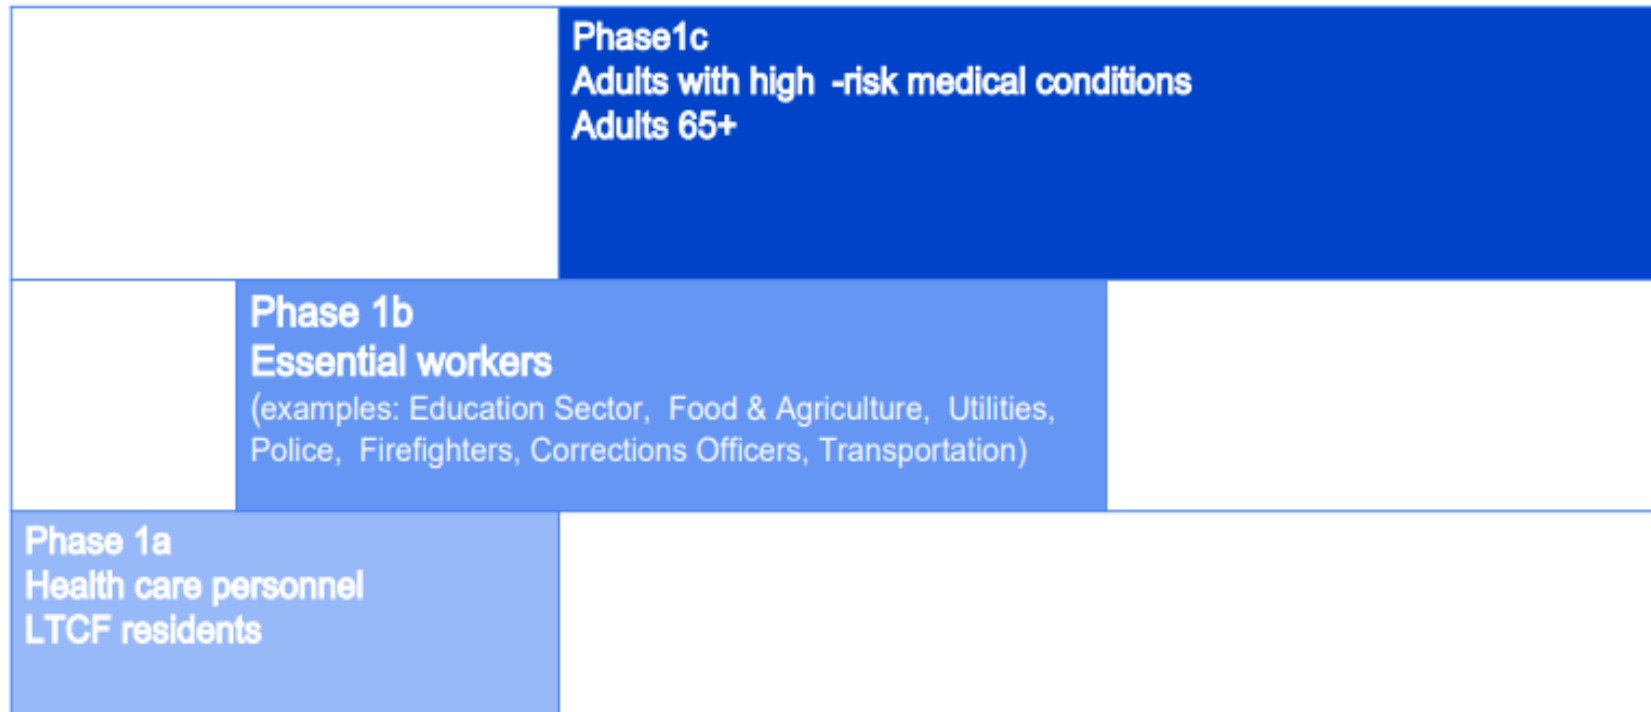 Phase1c
Adults with high -risk medical conditions
Adults 65+
Phase 1b
Essential workers
(examples: Education Sector, Food & Agriculture, Utilities,
Police, Firefighters, Corrections Officers, Transportation)
Phase 1a
Health care personnel
LTCF residents